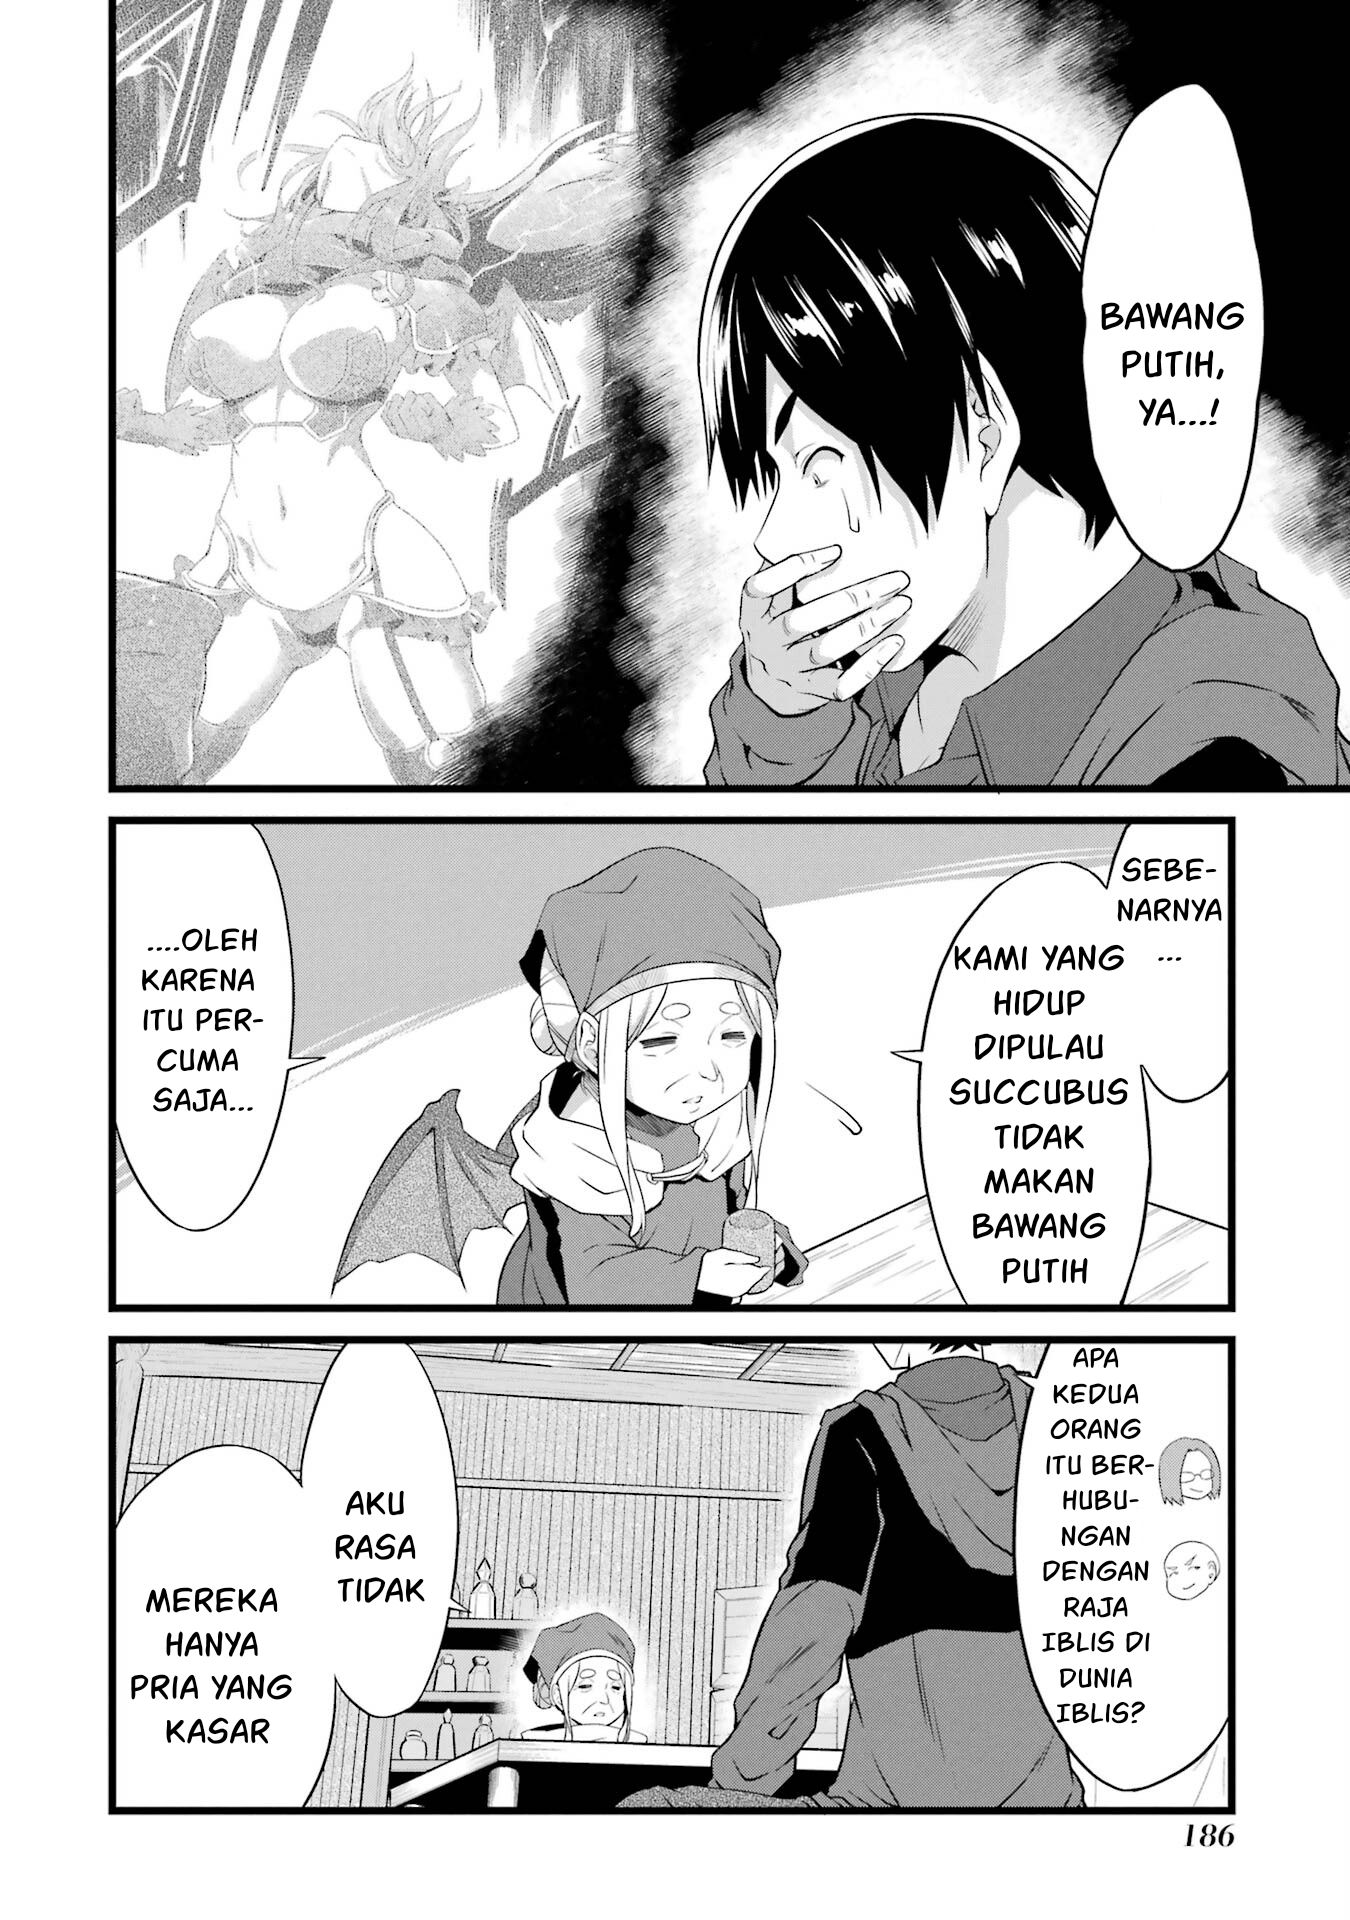 BAWANG
PUTIH,
YA...!
SEBE-
NARNYA
...
KAMI YANG
HIDUP
DIPULAU
SUCCUBUS
TIDAK
MAKAN
BAWANG
PUTIH
....OLEH
KARENA
ITU PER-
CUMA
SAJA...
APA
KEDUA
ORANG
ITU BER-
HUBU-
NGAN
DENGAN
RAJA
IBLIS DI
DUNIA
IBLIS?
AKU
RASA
TIDAK
MEREKA
HANYA
PRIA YANG
KASAR
186